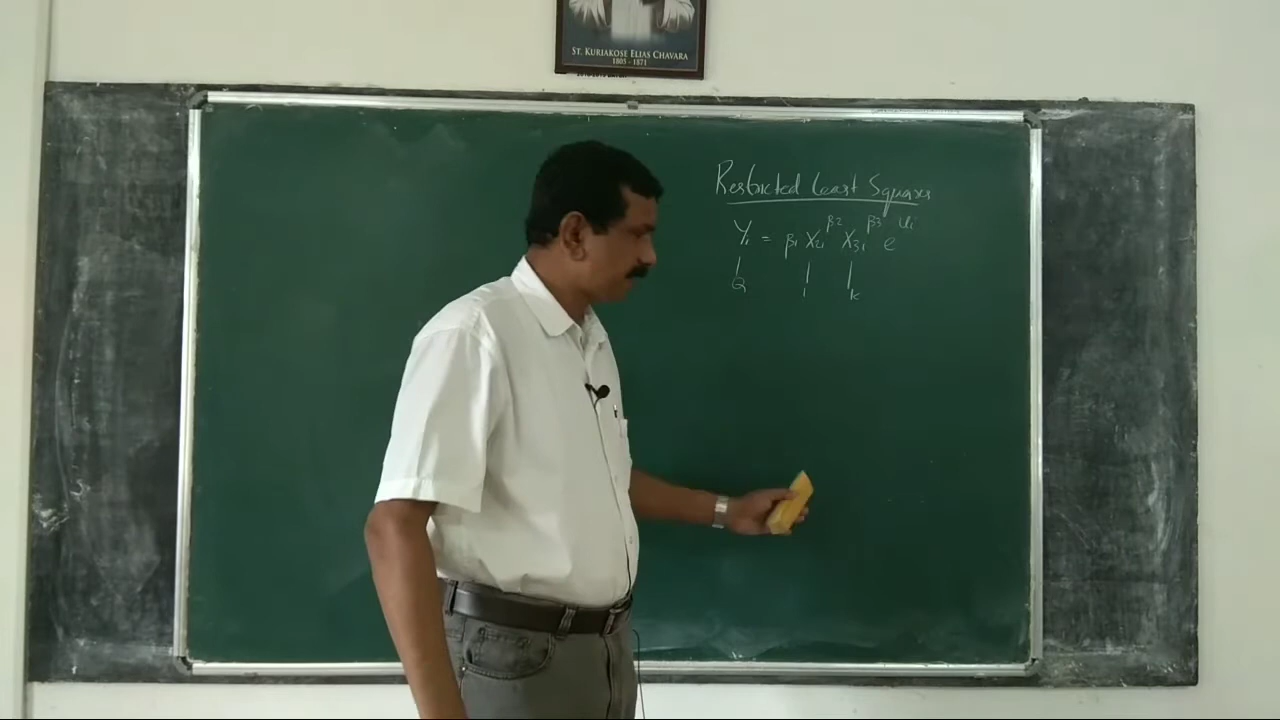 ST. KURIAKOSE ELIAS CHAVARA
1805 - 1871
Restricted Least Squares
Yᵢ = β₁ X₂ᵢ^β₂ X₃ᵢ^β₃ e^uᵢ
Q l k